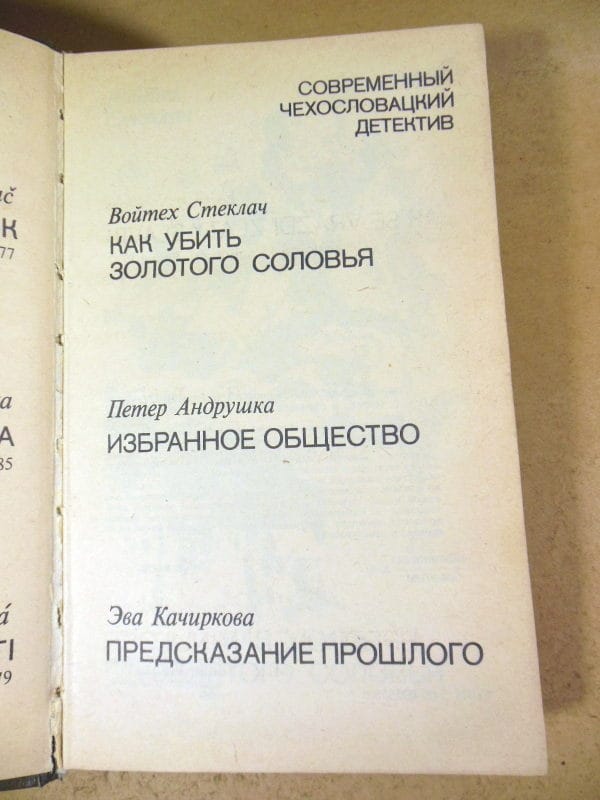 СОВРЕМЕННЫЙ
ЧЕХОСЛОВАЦКИЙ
ДЕТЕКТИВ
Войтех Стеклач
КАК УБИТЬ
ЗОЛОТОГО СОЛОВЬЯ
Петер Андрушка
ИЗБРАННОЕ ОБЩЕСТВО
Эва Качиркова
ПРЕДСКАЗАНИЕ ПРОШЛОГО